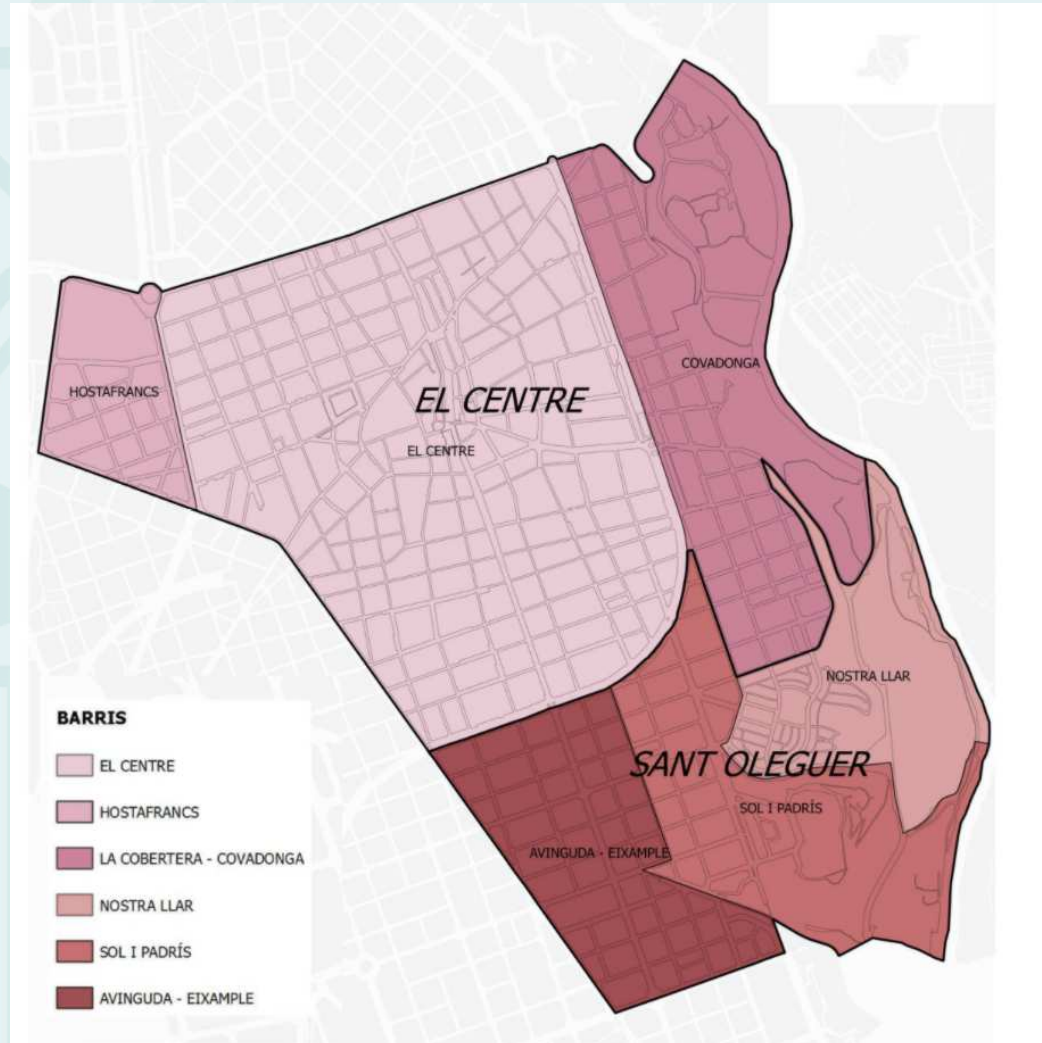 HOSTAFRANCS
COVADONGA
EL CENTRE
EL CENTRE
NOSTRA LLAR
SANT OLEGUER
SOL I PADRÍS
AVINGUDA - EIXAMPLE
BARRIS
EL CENTRE
HOSTAFRANCS
LA COBERTERA - COVADONGA
NOSTRA LLAR
SOL I PADRÍS
AVINGUDA - EIXAMPLE